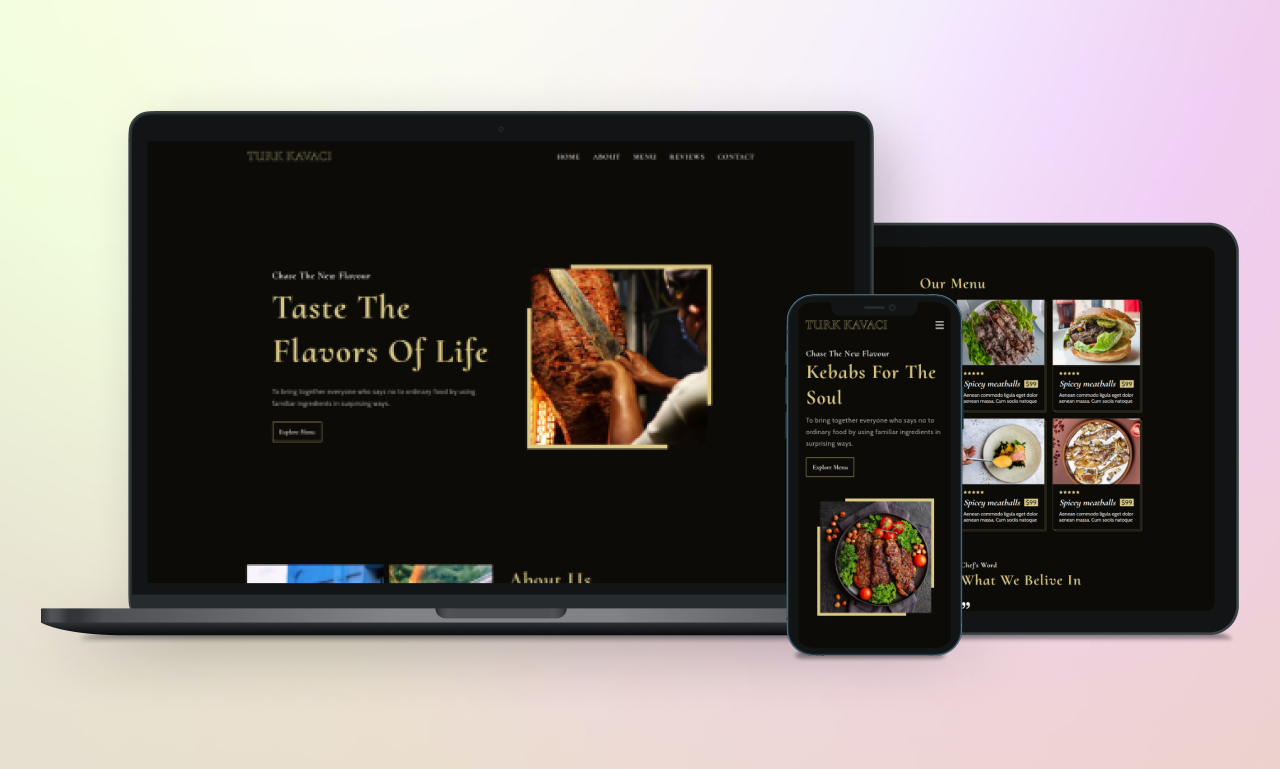 TURK KAVACI
HOME ABOUT MENU REVIEWS CONTACT
Chase The New Flavour
Taste The
Flavors Of Life
To bring together everyone who says no to ordinary food by using
familiar ingredients in surprising ways.
Explore Menu
About Us
TURK KAVACI
Chase The New Flavour
Kebabs For The
Soul
To bring together everyone who says no to
ordinary food by using familiar ingredients in
surprising ways.
Explore Menu
Our Menu
Spicey meatballs $99
Aenean commodo ligula eget dolor
aenean massa. Cum sociis natoque
Spicey meatballs $99
Aenean commodo ligula eget dolor
aenean massa. Cum sociis natoque
Spicey meatballs $99
Aenean commodo ligula eget dolor
aenean massa. Cum sociis natoque
Spicey meatballs $99
Aenean commodo ligula eget dolor
aenean massa. Cum sociis natoque
Chef's Word
What We Belive In
”